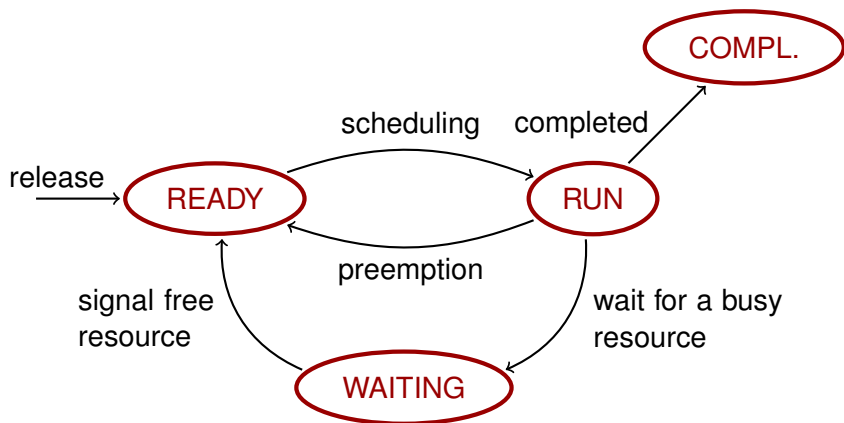 COMPL.
scheduling
completed
release
READY
RUN
preemption
signal free
resource
wait for a busy
resource
WAITING